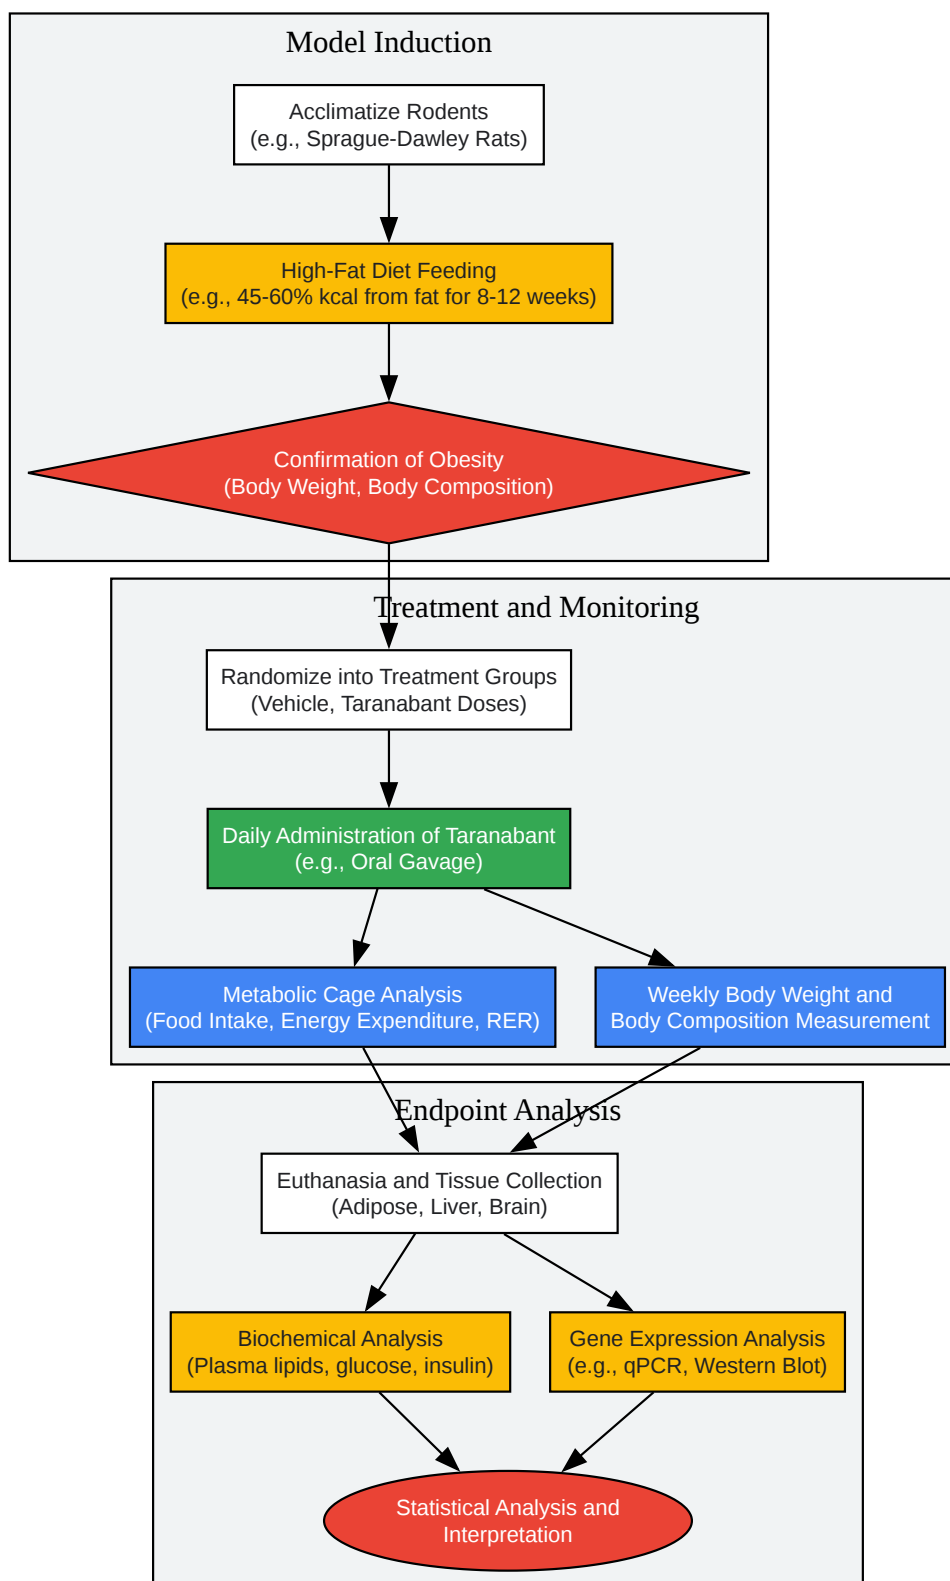 Model Induction
Acclimatize Rodents
(e.g., Sprague-Dawley Rats)
High-Fat Diet Feeding
(e.g., 45-60% kcal from fat for 8-12 weeks)
Confirmation of Obesity
(Body Weight, Body Composition)
Treatment and Monitoring
Randomize into Treatment Groups
(Vehicle, Taranabant Doses)
Daily Administration of Taranabant
(e.g., Oral Gavage)
Metabolic Cage Analysis
(Food Intake, Energy Expenditure, RER)
Weekly Body Weight and
Body Composition Measurement
Endpoint Analysis
Euthanasia and Tissue Collection
(Adipose, Liver, Brain)
Biochemical Analysis
(Plasma lipids, glucose, insulin)
Gene Expression Analysis
(e.g., qPCR, Western Blot)
Statistical Analysis and
Interpretation